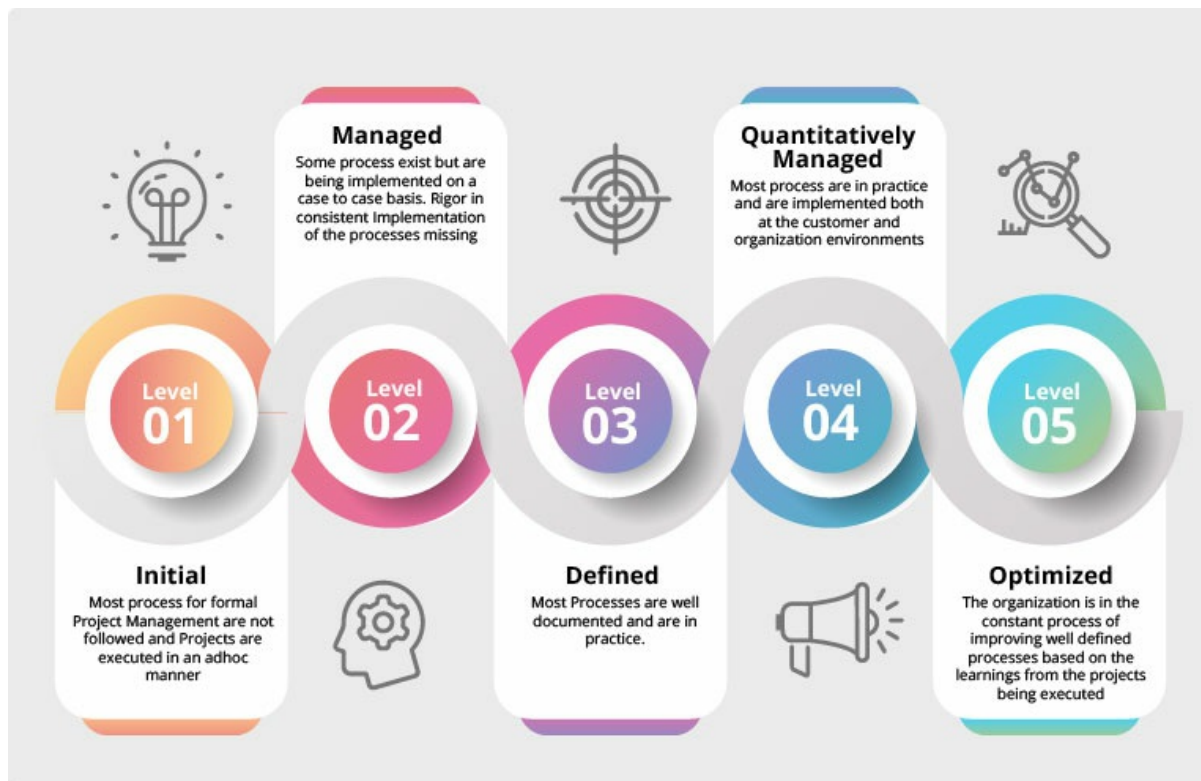 Level
01
Initial
Most process for formal
Project Management are not
followed and Projects are
executed in an adhoc
manner
Managed
Some process exist but are
being implemented on a
case to case basis. Rigor in
consistent Implementation
of the processes missing
Level
02
Level
03
Defined
Most Processes are well
documented and are in
practice.
Quantitatively
Managed
Most process are in practice
and are implemented both
at the customer and
organization environments
Level
04
Level
05
Optimized
The organization is in the
constant process of
improving well defined
processes based on the
learnings from the projects
being executed